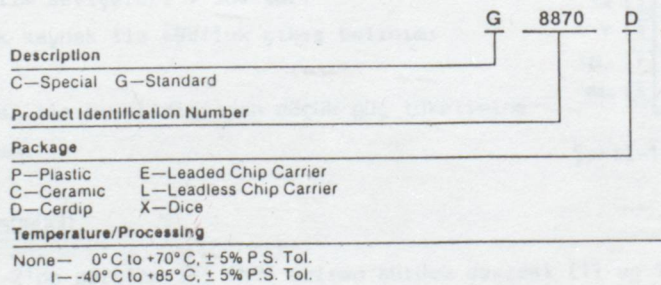 G 8870 D
Description
C—Special G—Standard
Product Identification Number
Package
P—Plastic E—Leaded Chip Carrier
C—Ceramic L—Leadless Chip Carrier
D—Cerdip X—Dice
Temperature/Processing
None— 0°C to +70°C, ± 5% P.S. Tol.
I— -40°C to +85°C, ± 5% P.S. Tol.